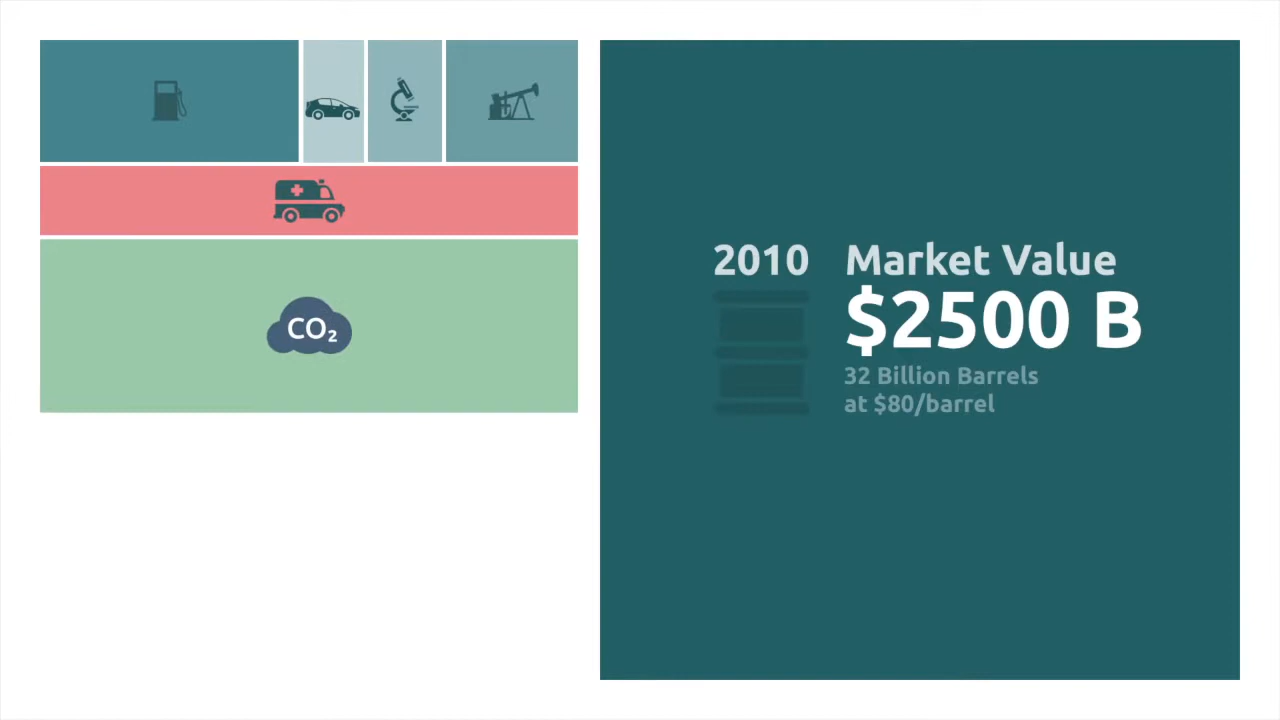 CO₂
2010 Market Value
$2500 B
32 Billion Barrels
at $80/barrel